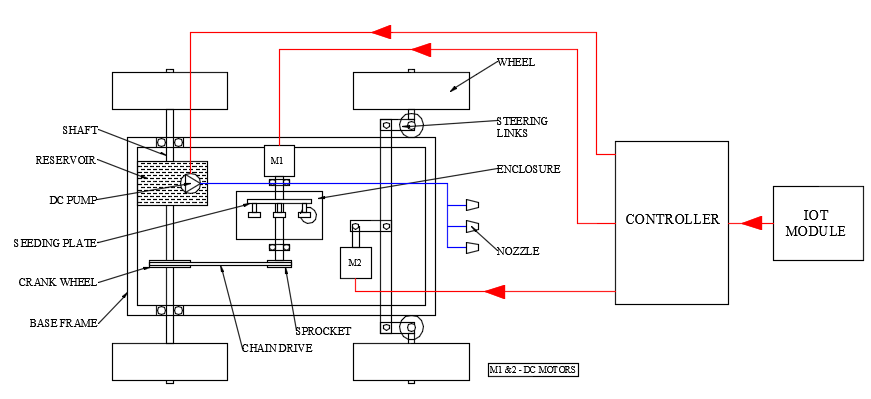 WHEEL
STEERING
LINKS
SHAFT
RESERVOIR
M1
ENCLOSURE
DC PUMP
CONTROLLER
IOT
MODULE
SEEDING PLATE
NOZZLE
M2
CRANK WHEEL
BASE FRAME
SPROCKET
CHAIN DRIVE
M1 &2 - DC MOTORS